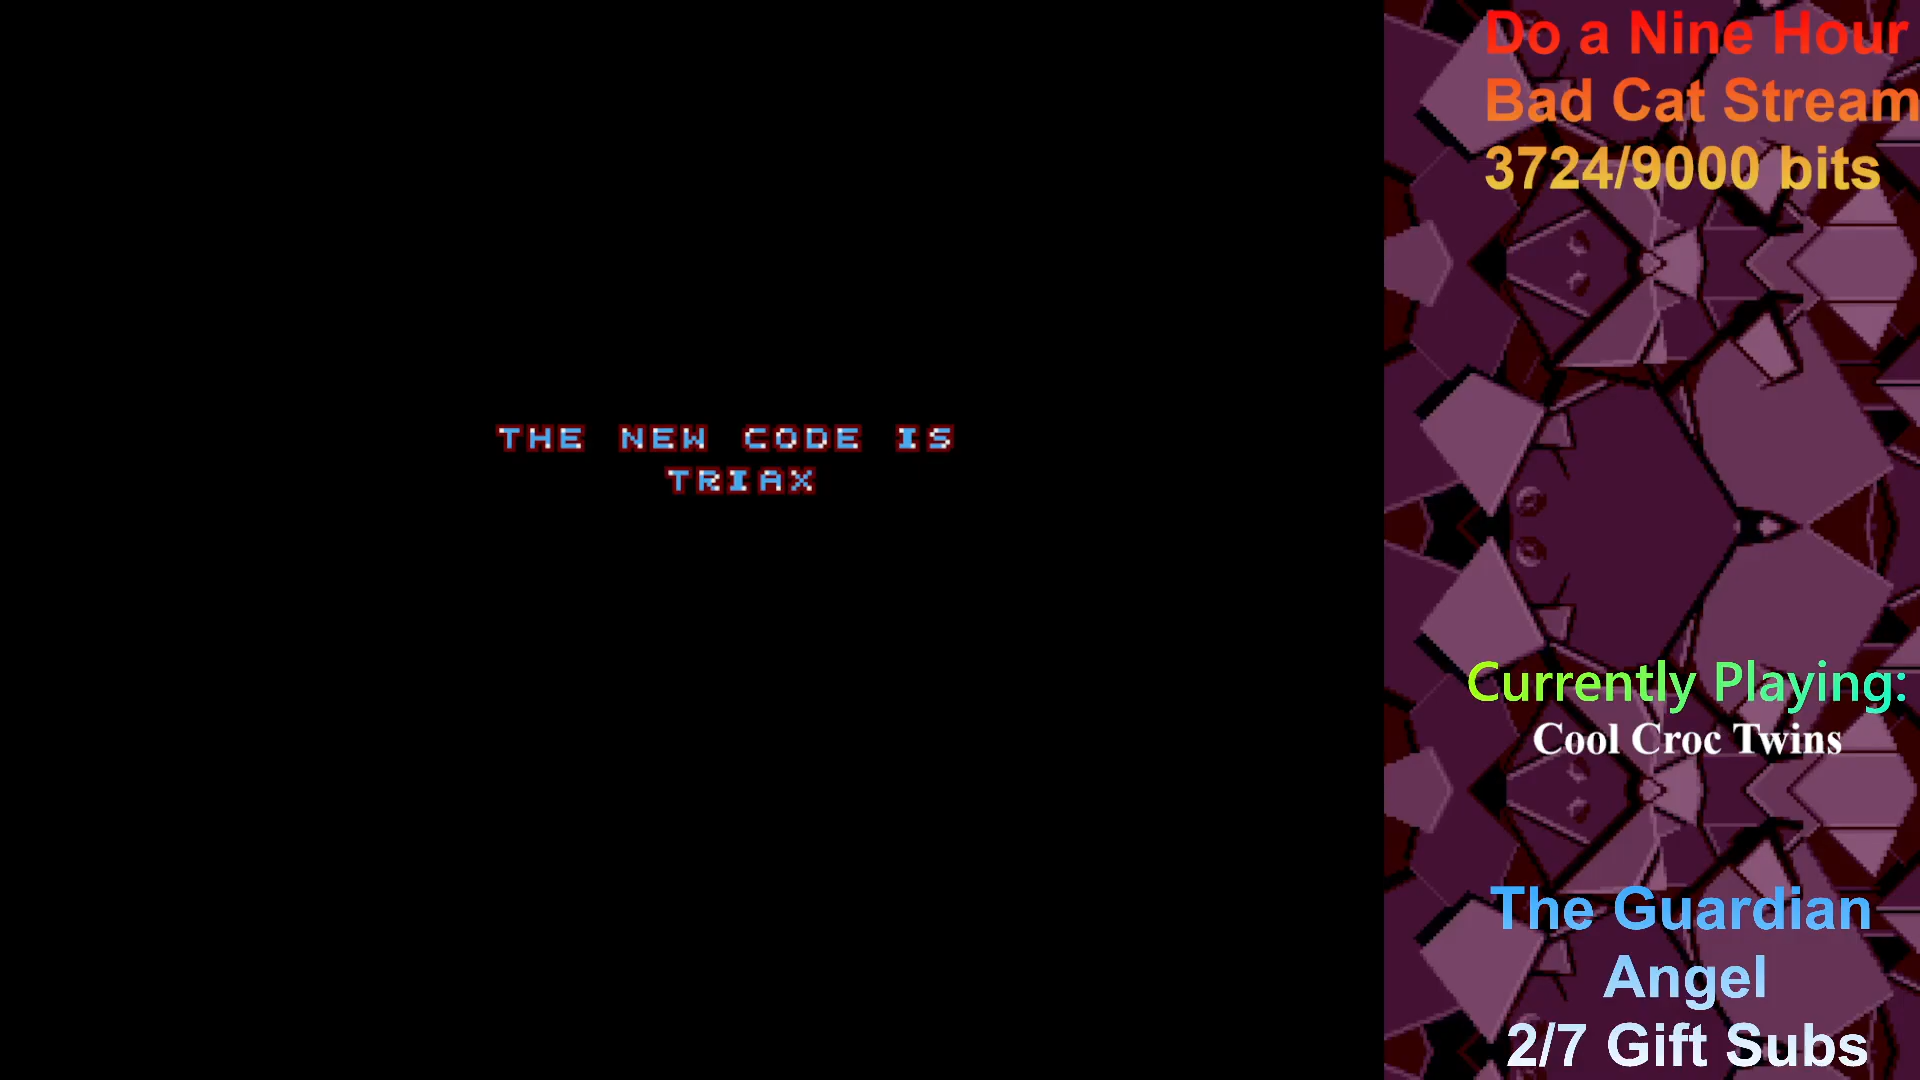 THE NEW CODE IS
TRIAX
Do a Nine Hour
Bad Cat Stream
3724/9000 bits
Currently Playing:
Cool Croc Twins
The Guardian
Angel
2/7 Gift Subs